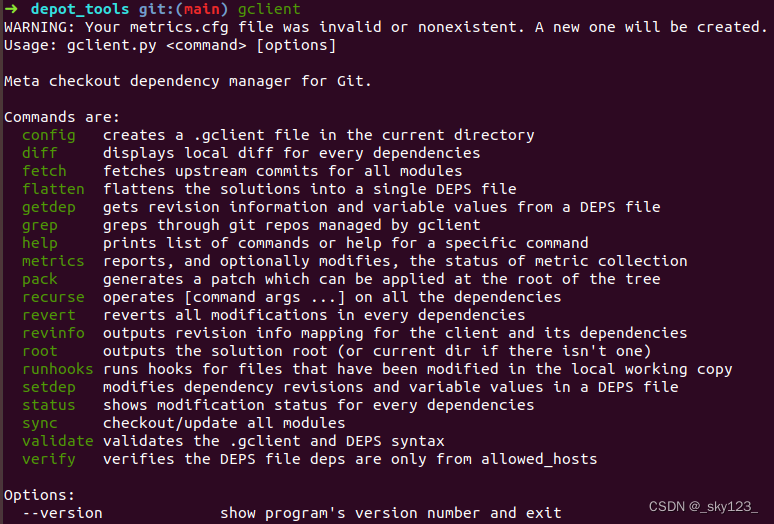 ➜ depot_tools git:(main) gclient
WARNING: Your metrics.cfg file was invalid or nonexistent. A new one will be created.
Usage: gclient.py <command> [options]
Meta checkout dependency manager for Git.
Commands are:
config creates a .gclient file in the current directory
diff displays local diff for every dependencies
fetch fetches upstream commits for all modules
flatten flattens the solutions into a single DEPS file
getdep gets revision information and variable values from a DEPS file
grep greps through git repos managed by gclient
help prints list of commands or help for a specific command
metrics reports, and optionally modifies, the status of metric collection
pack generates a patch which can be applied at the root of the tree
recurse operates [command args ...] on all the dependencies
revert reverts all modifications in every dependencies
revinfo outputs revision info mapping for the client and its dependencies
root outputs the solution root (or current dir if there isn't one)
runhooks runs hooks for files that have been modified in the local working copy
setdep modifies dependency revisions and variable values in a DEPS file
status shows modification status for every dependencies
sync checkout/update all modules
validate validates the .gclient and DEPS syntax
verify verifies the DEPS file deps are only from allowed_hosts
Options:
--version show program's version number and exit
CSDN @_sky123_